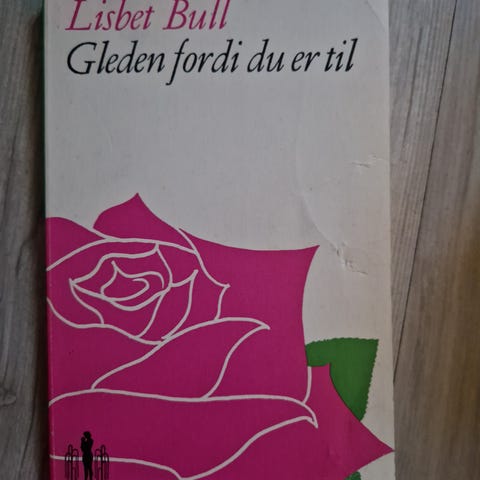 Lisbet Bull
Gleden fordi du er til